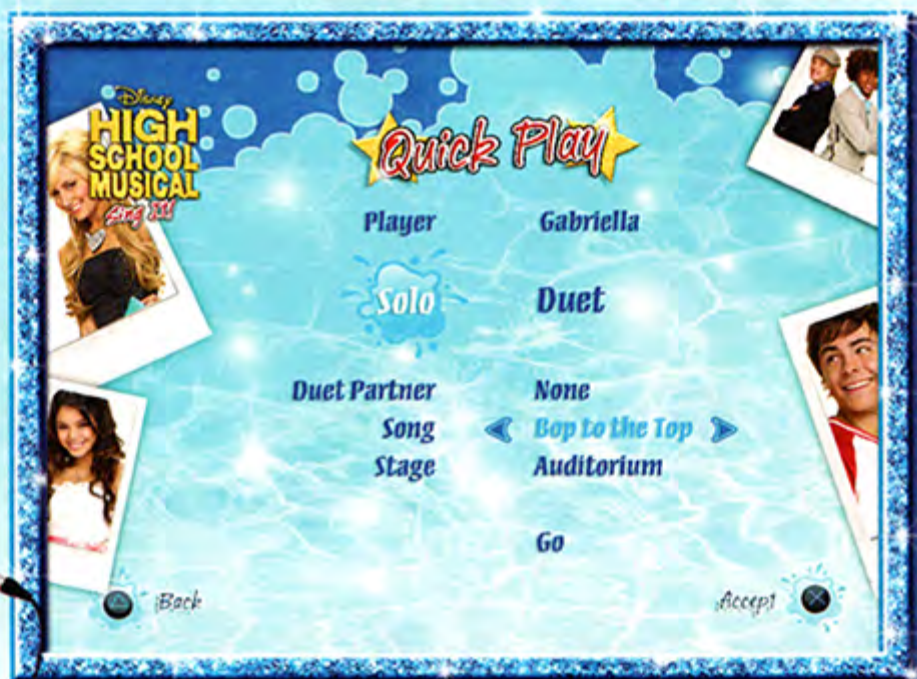 Disney
HIGH
SCHOOL
MUSICAL
Sing It!
Quick Play
Player Gabriella
Solo Duet
Duet Partner None
Song Bop to the Top
Stage Auditorium
Go
Back Accept